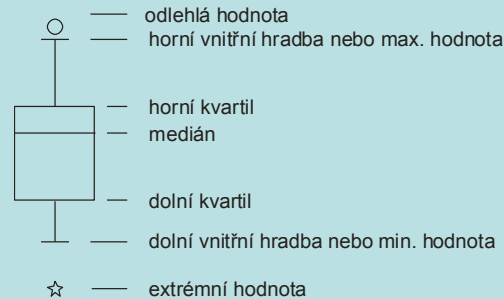 odlehlá hodnota
horní vnitřní hradba nebo max. hodnota
horní kvartil
medián
dolní kvartil
dolní vnitřní hradba nebo min. hodnota
extrémní hodnota